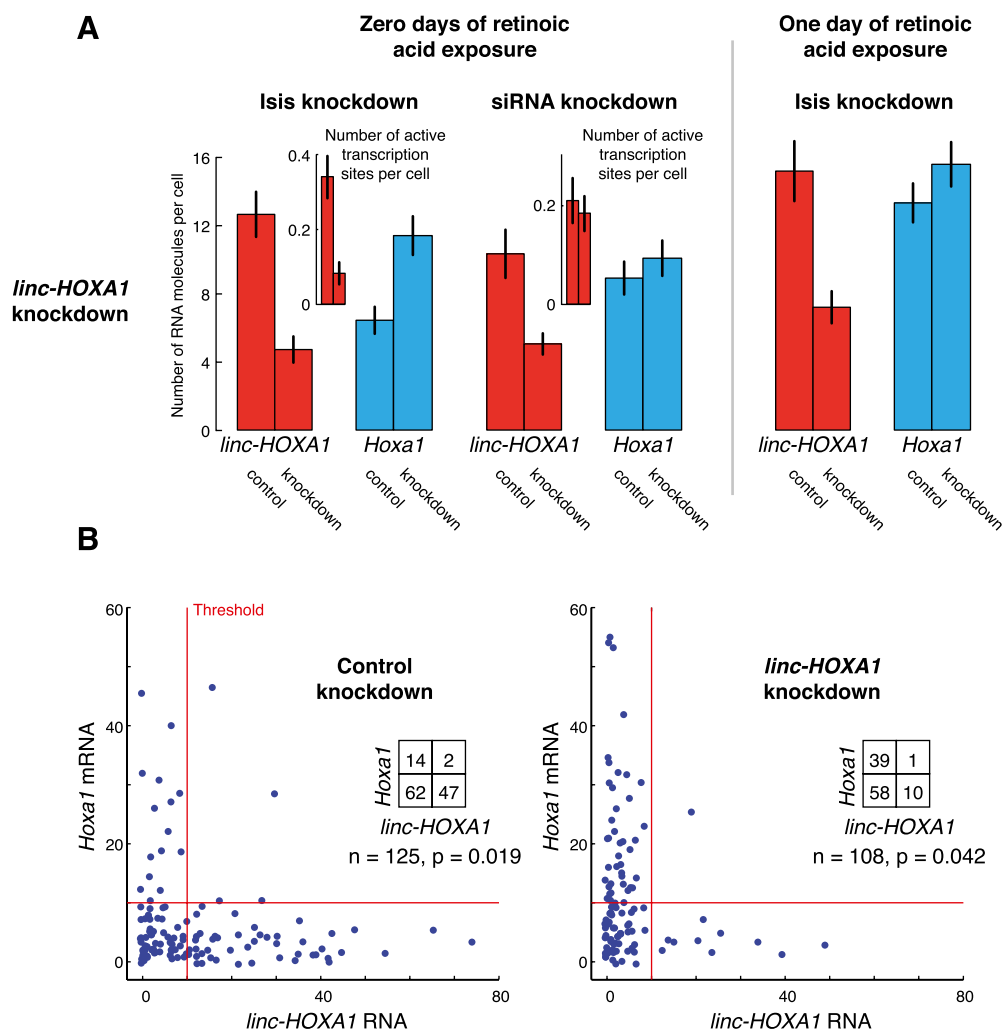 A
Zero days of retinoic
acid exposure
One day of retinoic
acid exposure
Isis knockdown
siRNA knockdown
Isis knockdown
linc-HOXA1
knockdown
Number of RNA molecules per cell
16
12
8
4
0
Number of active
transcription
sites per cell
0.4
0.2
0
Number of active
transcription
sites per cell
0.2
0
linc-HOXA1
Hoxa1
linc-HOXA1
Hoxa1
linc-HOXA1
Hoxa1
control
knockdown
control
knockdown
control
knockdown
control
knockdown
control
knockdown
control
knockdown
B
Hoxa1 mRNA
60
40
20
0
Threshold
Control
knockdown
Hoxa1
14 2
62 47
linc-HOXA1
n = 125, p = 0.019
0 40 80
linc-HOXA1 RNA
Hoxa1 mRNA
60
40
20
0
linc-HOXA1
knockdown
Hoxa1
39 1
58 10
linc-HOXA1
n = 108, p = 0.042
0 40 80
linc-HOXA1 RNA